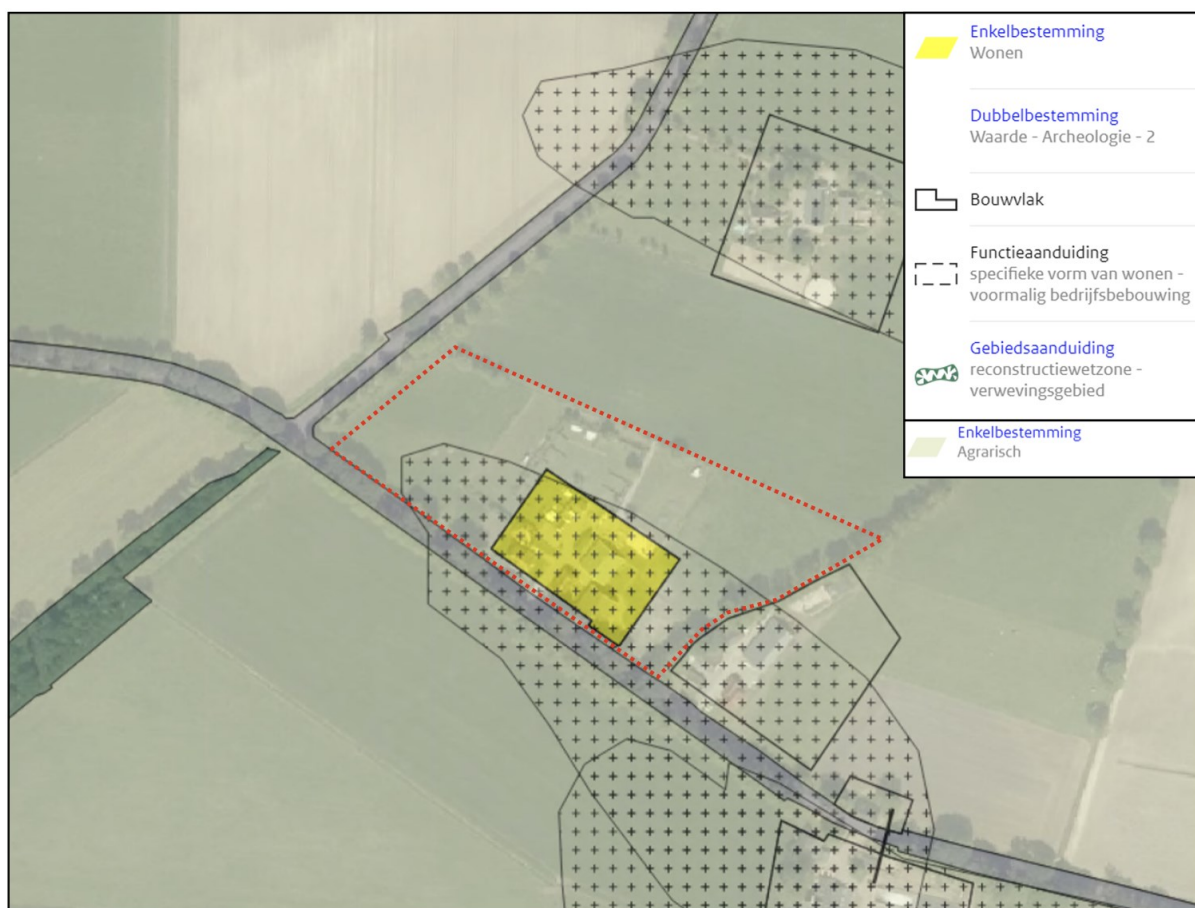 Enkelbestemming
Wonen
Dubbelbestemming
Waarde - Archeologie - 2
Bouwvlak
Functieaanduiding
specifieke vorm van wonen -
voormalig bedrijfsbebouwing
Gebiedsaanduiding
reconstructiewetzone -
verwevingsgebied
Enkelbestemming
Agrarisch